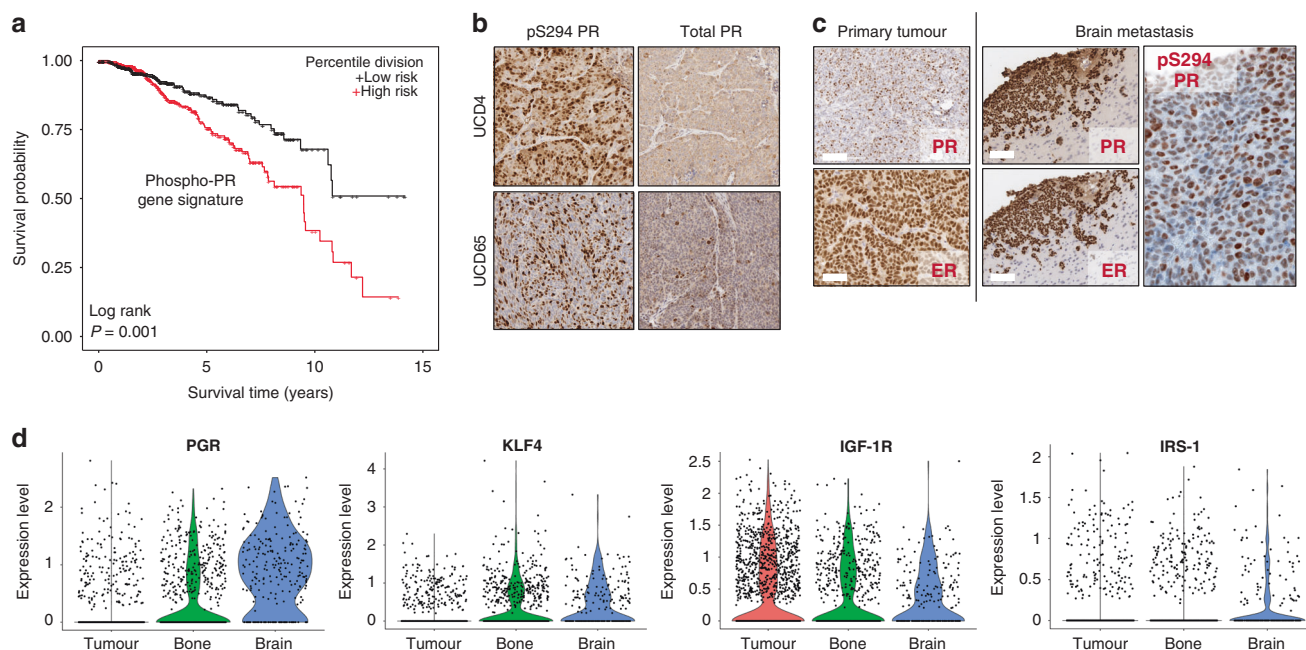 a
1.00
0.75
0.50
0.25
0.00
Survival probability
Percentile division
+Low risk
+High risk
Phospho-PR
gene signature
Log rank
P = 0.001
0 5 10 15
Survival time (years)
b
pS294 PR Total PR
UCD4
UCD65
c
Primary tumour Brain metastasis
PR
ER
PR
ER
pS294
PR
d
PGR
Expression level
2
1
0
Tumour Bone Brain
KLF4
Expression level
4
3
2
1
0
Tumour Bone Brain
IGF-1R
Expression level
2.5
2
1.5
1
0.5
0
Tumour Bone Brain
IRS-1
Expression level
2
1.5
1
0.5
0
Tumour Bone Brain